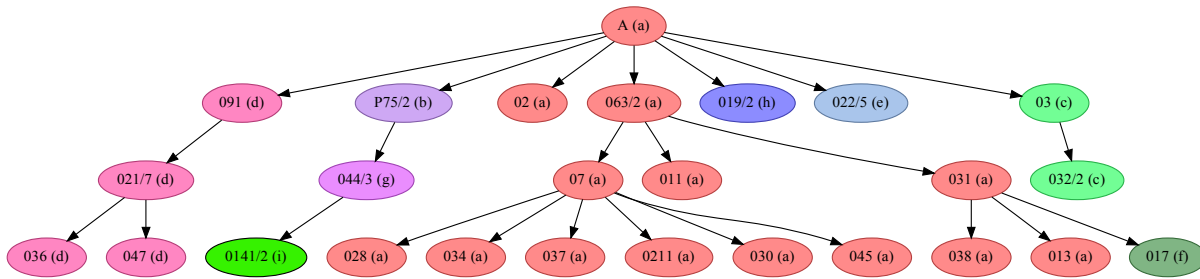 A (a)
091 (d)
P75/2 (b)
02 (a)
063/2 (a)
019/2 (h)
022/5 (e)
03 (c)
021/7 (d)
044/3 (g)
07 (a)
011 (a)
031 (a)
032/2 (c)
036 (d)
047 (d)
0141/2 (i)
028 (a)
034 (a)
037 (a)
0211 (a)
030 (a)
045 (a)
038 (a)
013 (a)
017 (f)